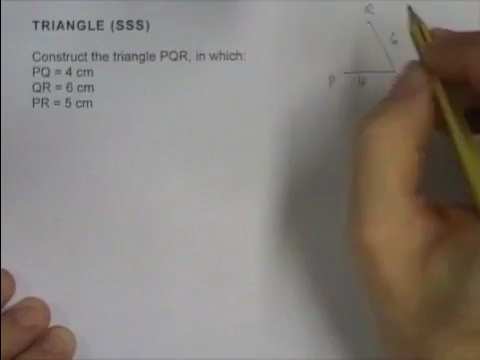 TRIANGLE (SSS)
Construct the triangle PQR, in which:
PQ = 4 cm
QR = 6 cm
PR = 5 cm
R
6
P
4